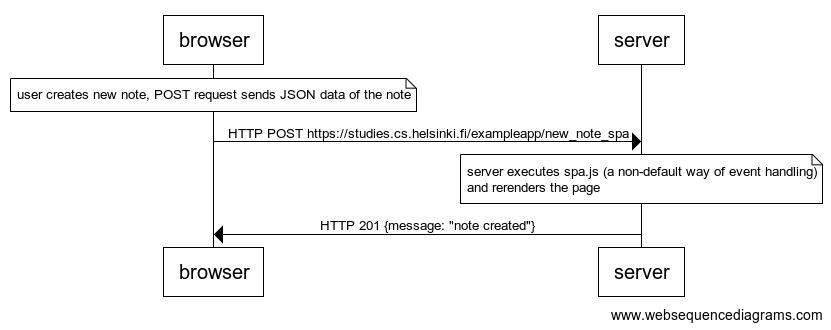 browser
server
user creates new note, POST request sends JSON data of the note
HTTP POST https://studies.cs.helsinki.fi/exampleapp/new_note_spa
server executes spa.js (a non-default way of event handling)
and rerenders the page
HTTP 201 {message: "note created"}
browser
server
www.websequencediagrams.com